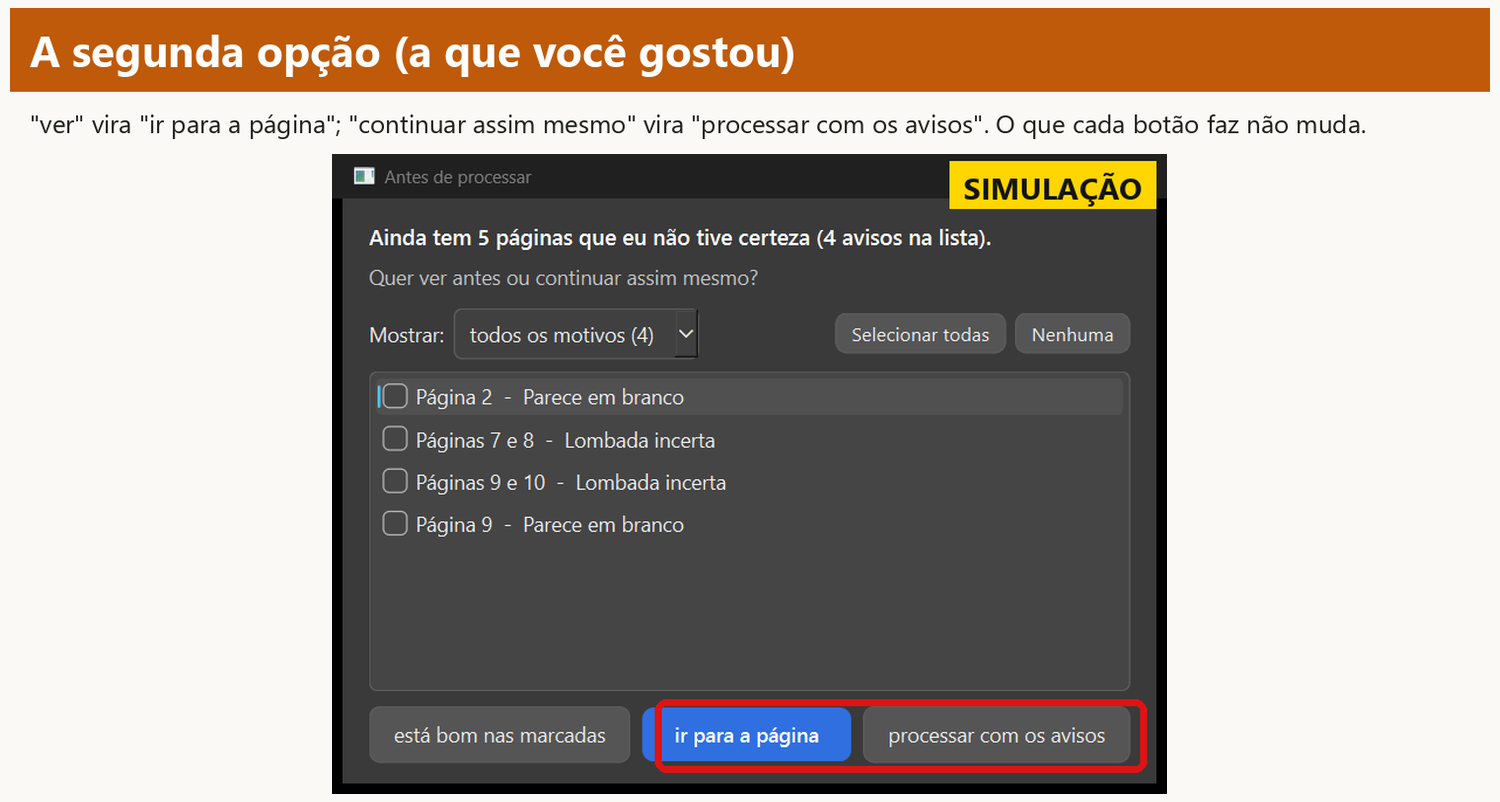 A segunda opção (a que você gostou)
"ver" vira "ir para a página"; "continuar assim mesmo" vira "processar com os avisos". O que cada botão faz não muda.
Antes de processar
SIMULAÇÃO
Ainda tem 5 páginas que eu não tive certeza (4 avisos na lista).
Quer ver antes ou continuar assim mesmo?
Mostrar: todos os motivos (4) Selecionar todas Nenhuma
Página 2 - Parece em branco
Páginas 7 e 8 - Lombada incerta
Páginas 9 e 10 - Lombada incerta
Página 9 - Parece em branco
está bom nas marcadas ir para a página processar com os avisos